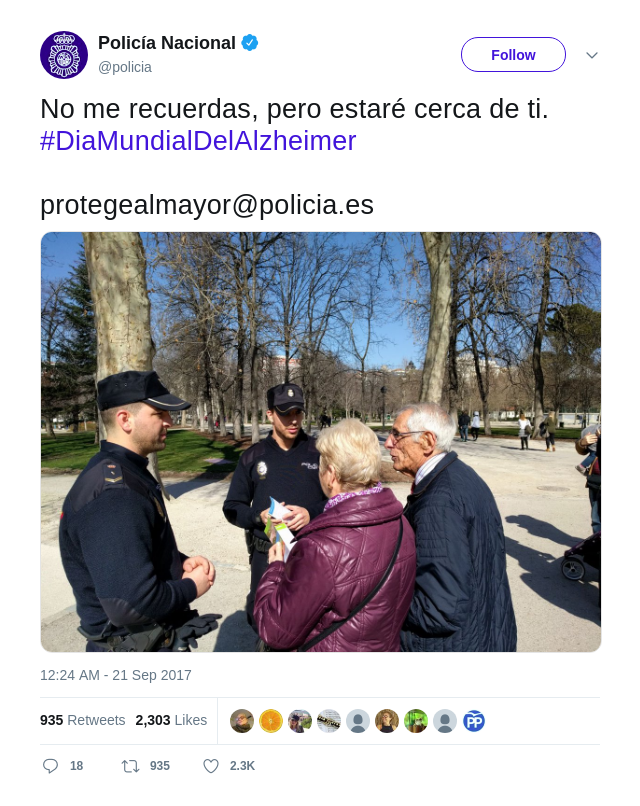 Policía Nacional
@policia
Follow
No me recuerdas, pero estaré cerca de ti.
#DiaMundialDelAlzheimer
protegealmayor@policia.es
12:24 AM - 21 Sep 2017
935 Retweets 2,303 Likes
PP
18 935 2.3K